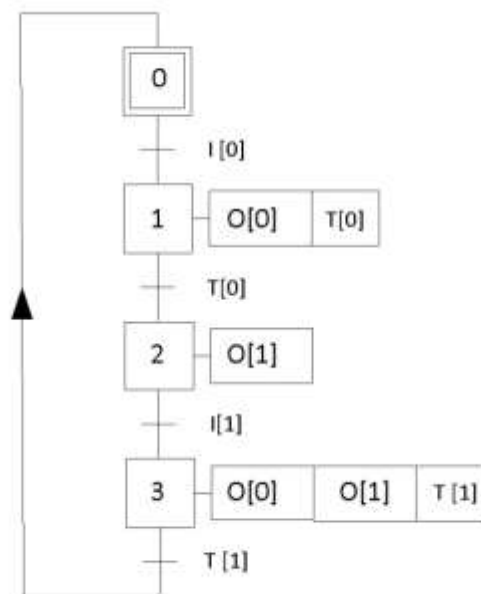 0
I [0]
1 O[0] T[0]
T[0]
2 O[1]
I[1]
3 O[0] O[1] T [1]
T [1]